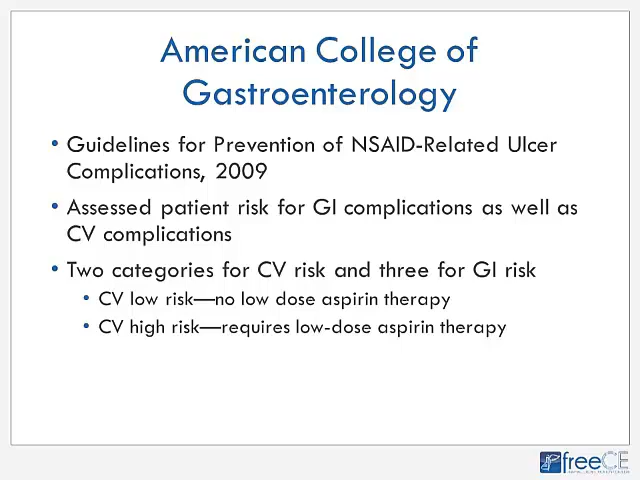 American College of
Gastroenterology
• Guidelines for Prevention of NSAID-Related Ulcer
Complications, 2009
• Assessed patient risk for GI complications as well as
CV complications
• Two categories for CV risk and three for GI risk
• CV low risk—no low dose aspirin therapy
• CV high risk—requires low-dose aspirin therapy
freeCE